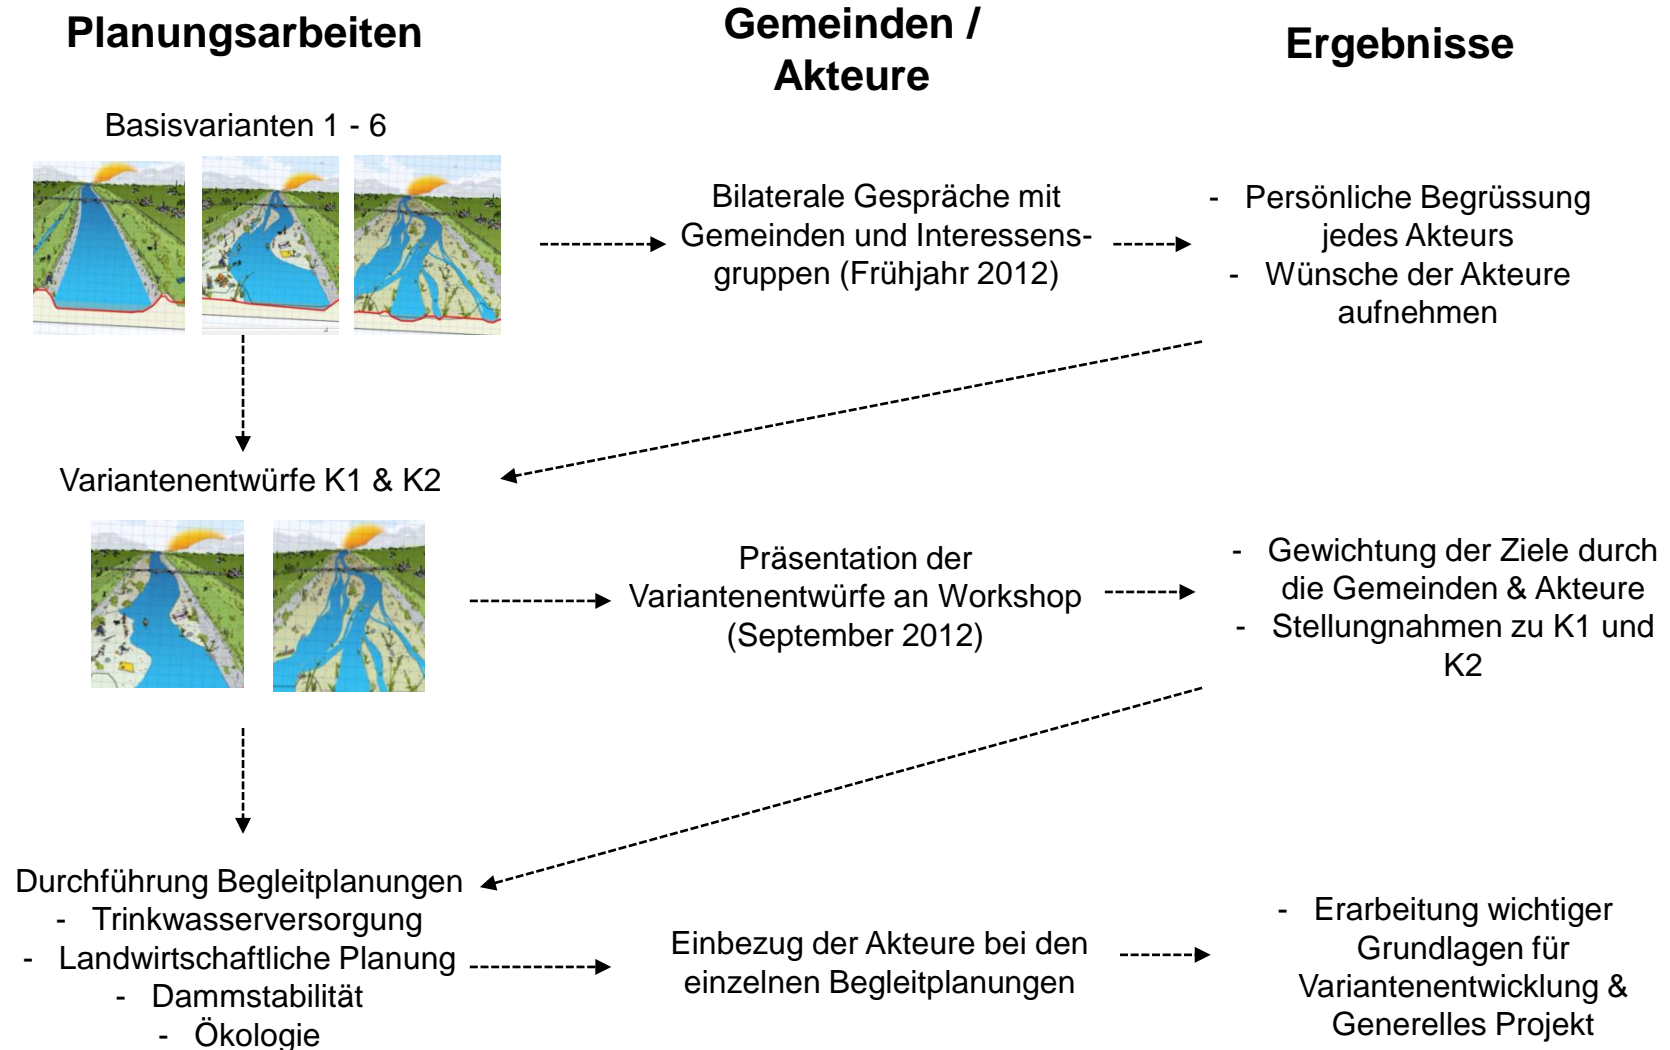 Planungsarbeiten
Gemeinden /
Akteure
Ergebnisse
Basisvarianten 1 - 6
Bilaterale Gespräche mit
Gemeinden und Interessens-
gruppen (Frühjahr 2012)
- Persönliche Begrüssung
jedes Akteurs
- Wünsche der Akteure
aufnehmen
Variantenentwürfe K1 & K2
Präsentation der
Variantenentwürfe an Workshop
(September 2012)
- Gewichtung der Ziele durch
die Gemeinden & Akteure
- Stellungnahmen zu K1 und
K2
Durchführung Begleitplanungen
- Trinkwasserversorgung
- Landwirtschaftliche Planung
- Dammstabilität
- Ökologie
Einbezug der Akteure bei den
einzelnen Begleitplanungen
- Erarbeitung wichtiger
Grundlagen für
Variantenentwicklung &
Generelles Projekt